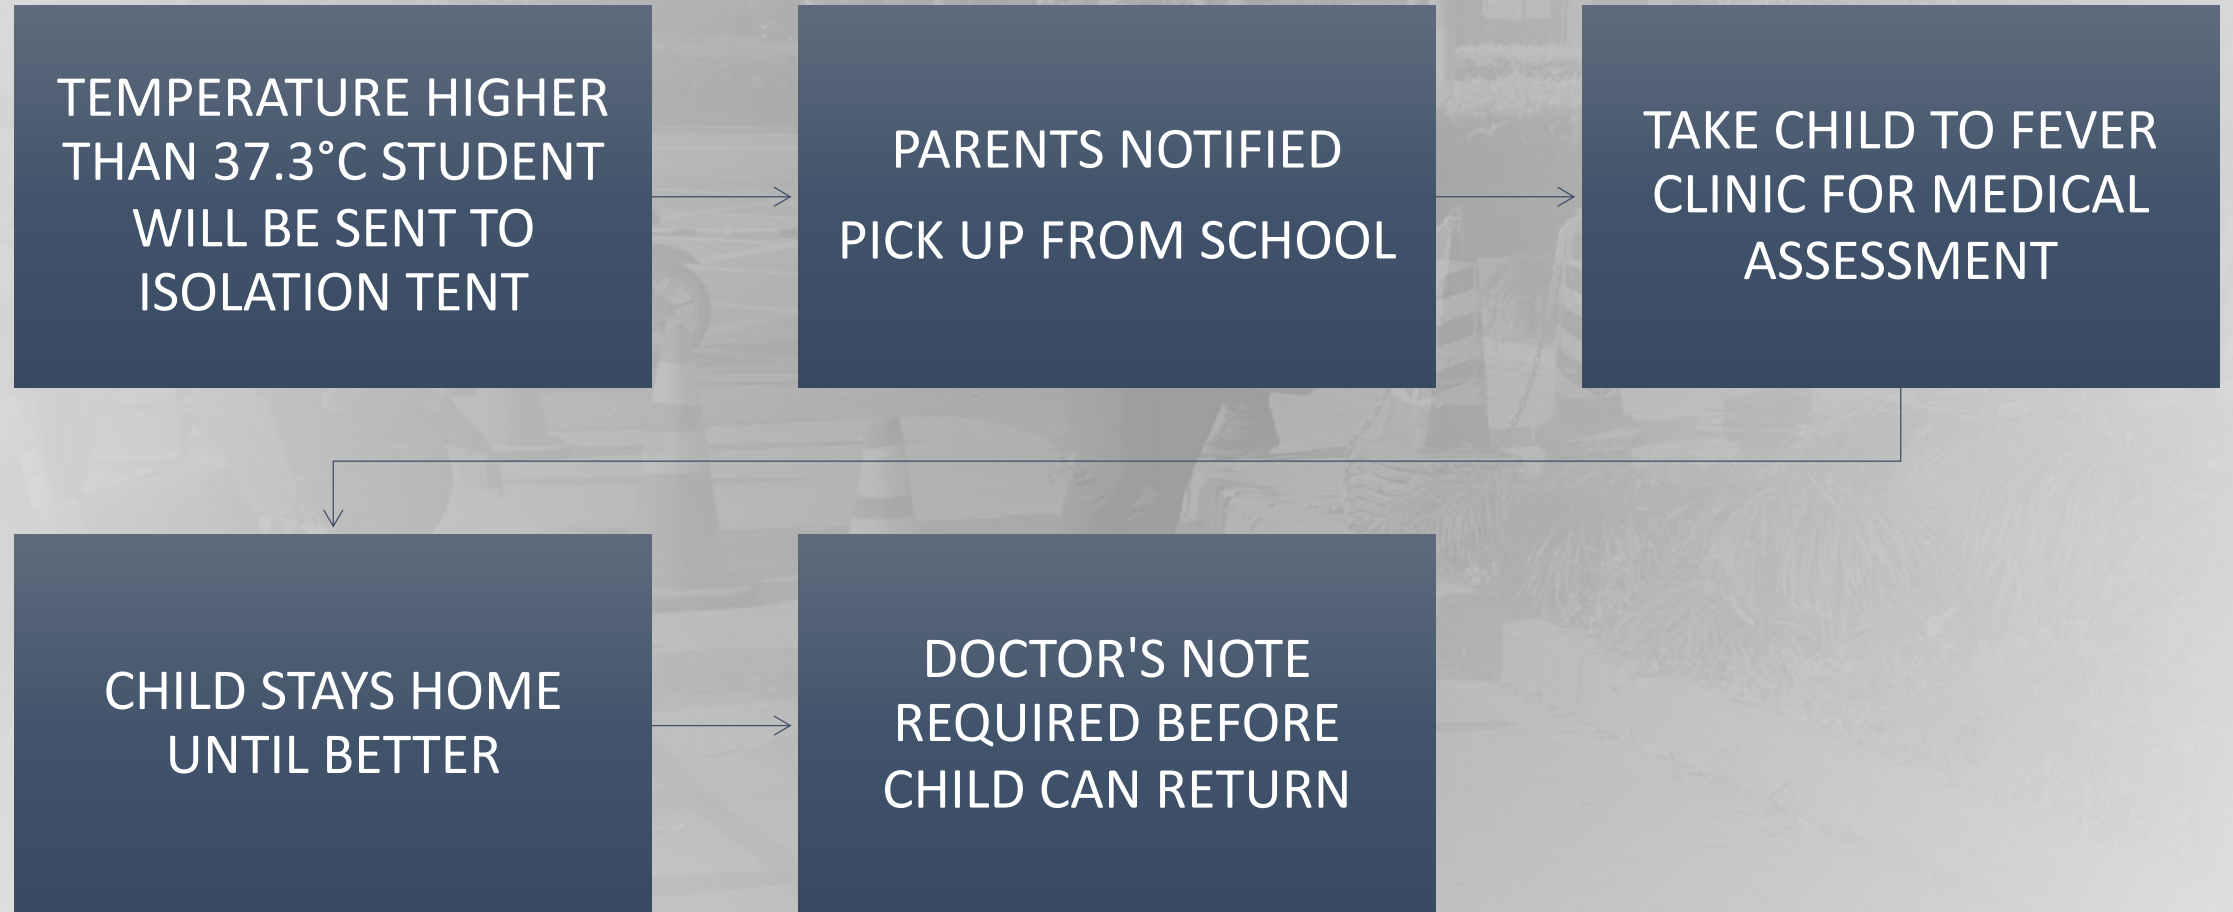 TEMPERATURE HIGHER
THAN 37.3°C STUDENT
WILL BE SENT TO
ISOLATION TENT
PARENTS NOTIFIED
PICK UP FROM SCHOOL
TAKE CHILD TO FEVER
CLINIC FOR MEDICAL
ASSESSMENT
CHILD STAYS HOME
UNTIL BETTER
DOCTOR'S NOTE
REQUIRED BEFORE
CHILD CAN RETURN